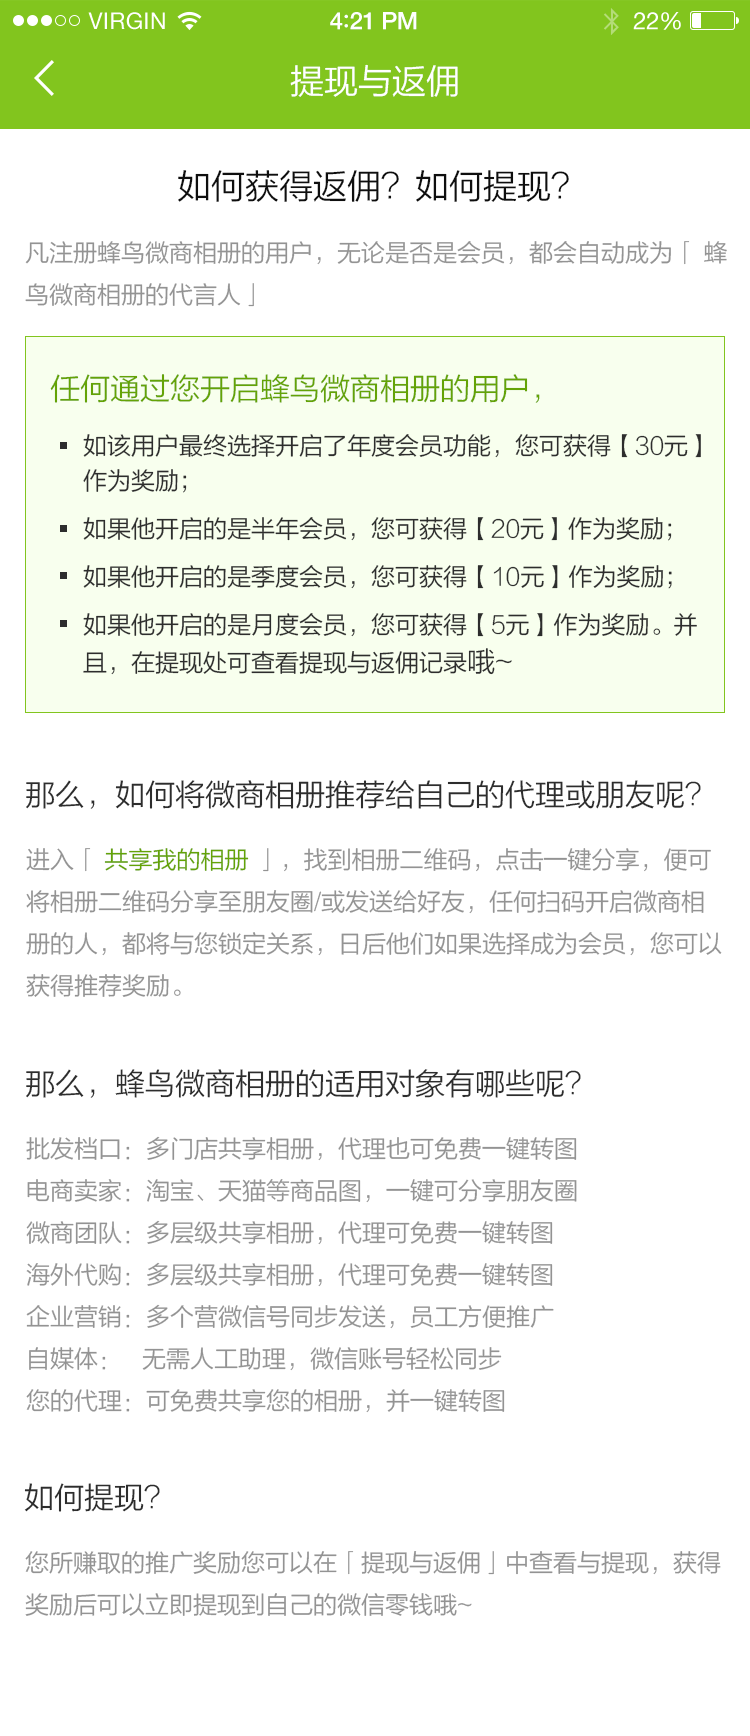 VIRGIN 4:21 PM 22%
提现与返佣
如何获得返佣？如何提现？
凡注册蜂鸟微商相册的用户，无论是否是会员，都会自动成为「 蜂
鸟微商相册的代言人 」
任何通过您开启蜂鸟微商相册的用户，
▪ 如该用户最终选择开启了年度会员功能，您可获得【 30元 】
作为奖励；
▪ 如果他开启的是半年会员，您可获得【 20元 】作为奖励；
▪ 如果他开启的是季度会员，您可获得【 10元 】作为奖励；
▪ 如果他开启的是月度会员，您可获得【 5元 】作为奖励。并
且，在提现处可查看提现与返佣记录哦~
那么，如何将微商相册推荐给自己的代理或朋友呢？
进入「 共享我的相册 」，找到相册二维码，点击一键分享，便可
将相册二维码分享至朋友圈/或发送给好友，任何扫码开启微商相
册的人，都将与您锁定关系，日后他们如果选择成为会员，您可以
获得推荐奖励。
那么，蜂鸟微商相册的适用对象有哪些呢？
批发档口：多门店共享相册，代理也可免费一键转图
电商卖家：淘宝、天猫等商品图，一键可分享朋友圈
微商团队：多层级共享相册，代理可免费一键转图
海外代购：多层级共享相册，代理可免费一键转图
企业营销：多个营微信号同步发送，员工方便推广
自媒体： 无需人工助理，微信账号轻松同步
您的代理：可免费共享您的相册，并一键转图
如何提现？
您所赚取的推广奖励您可以在「 提现与返佣 」中查看与提现，获得
奖励后可以立即提现到自己的微信零钱哦~